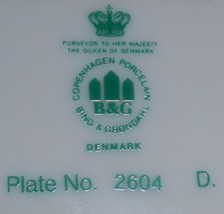 PURVEYOR TO HER MAJESTY
THE QUEEN OF DENMARK
COPENHAGEN PORCELAIN
B&G
BING & GRØNDAHL
DENMARK
Plate No. 2604 D.